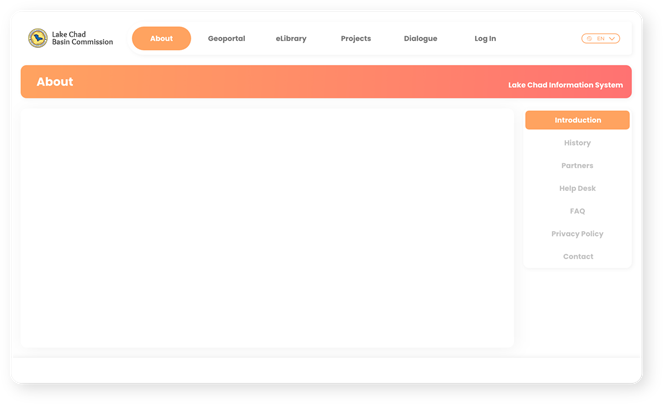 Lake Chad
Basin Commission
About
Geoportal
eLibrary
Projects
Dialogue
Log In
EN
About
Lake Chad Information System
Introduction
History
Partners
Help Desk
FAQ
Privacy Policy
Contact